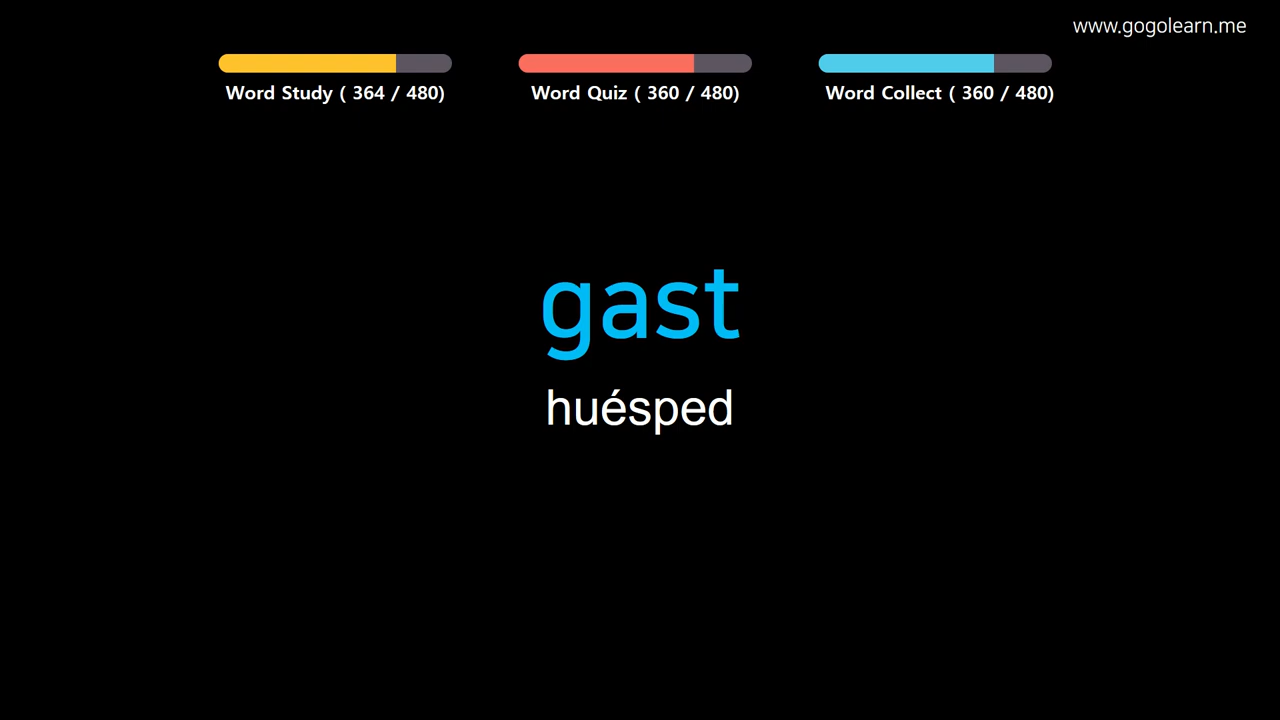 www.gogolearn.me
Word Study ( 364 / 480)
Word Quiz ( 360 / 480)
Word Collect ( 360 / 480)
gast
huésped